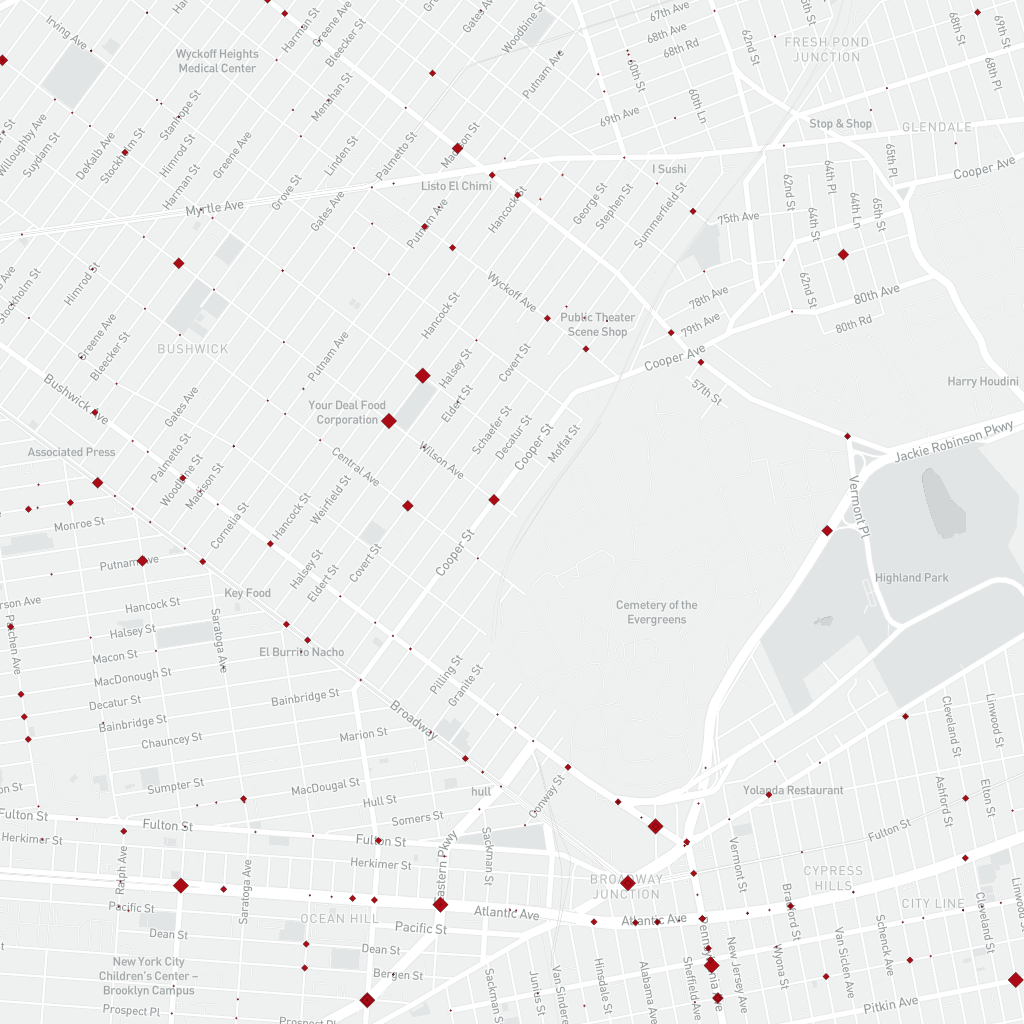 Irving Ave
Harman St
Greene Ave
Bleecker St
Gates Ave
Woodbine St
Putnam Ave
67th Ave
68th Ave
68th Rd
60th St
62nd St
60th Ln
69th Ave
68th St
69th St
68th Pl
FRESH POND
JUNCTION
Wyckoff Heights
Medical Center
Willoughby Ave
Suydam St
DeKalb Ave
Stockholm St
Stanhope St
Himrod St
Harman St
Greene Ave
Menahan St
Grove St
Linden St
Gates Ave
Palmetto St
Madison St
Stop & Shop
GLENDALE
Cooper Ave
65th Pl
I Sushi
Listo El Chimi
Myrtle Ave
Putnam Ave
Hancock St
George St
Stephen St
Summerfield St
75th Ave
62nd St
64th St
64th Pl
64th Ln
65th St
62nd St
78th Ave
79th Ave
80th Ave
80th Rd
Stockholm St
Himrod St
Greene Ave
Bleecker St
BUSHWICK
Wyckoff Ave
Public Theater
Scene Shop
Cooper Ave
57th St
Harry Houdini
Jackie Robinson Pkwy
Hancock St
Halsey St
Eldert St
Covert St
Putnam Ave
Your Deal Food
Corporation
Bushwick Ave
Gates Ave
Palmetto St
Woodbine St
Madison St
Associated Press
Wilson Ave
Central Ave
Schaefer St
Decatur St
Cooper St
Moffat St
Vermont Pl
Highland Park
Monroe St
Cornelia St
Hancock St
Weirfield St
Halsey St
Eldert St
Covert St
Cooper St
Putnam Ave
Key Food
Cemetery of the
Evergreens
Hancock St
Halsey St
Patchen Ave
Macon St
MacDonough St
Saratoga Ave
El Burrito Nacho
Decatur St
Bainbridge St
Bainbridge St
Chauncey St
Marion St
Broadway
Pilling St
Granite St
Sumpter St
MacDougal St
Hull St
hull
Somers St
Conway St
Yolanda Restaurant
Cleveland St
Linwood St
Ashford St
Elton St
Fulton St
Fulton St
Fulton St
Fulton St
Herkimer St
Herkimer St
Ralph Ave
Saratoga Ave
Eastern Pkwy
Sackman St
BROADWAY
JUNCTION
Vermont St
CYPRESS
HILLS
CITY LINE
Pacific St
OCEAN HILL
Pacific St
Atlantic Ave
Atlantic Ave
Dean St
Dean St
Bergen St
New York City
Children's Center –
Brooklyn Campus
Prospect Pl
Prospect Pl
Sackman St
Junius St
Van Sinderen
Hinsdale St
Alabama Ave
Sheffield Ave
Pennsylvania Ave
New Jersey Ave
Wyona St
Bradford St
Van Siclen Ave
Schenck Ave
Cleveland St
Pitkin Ave